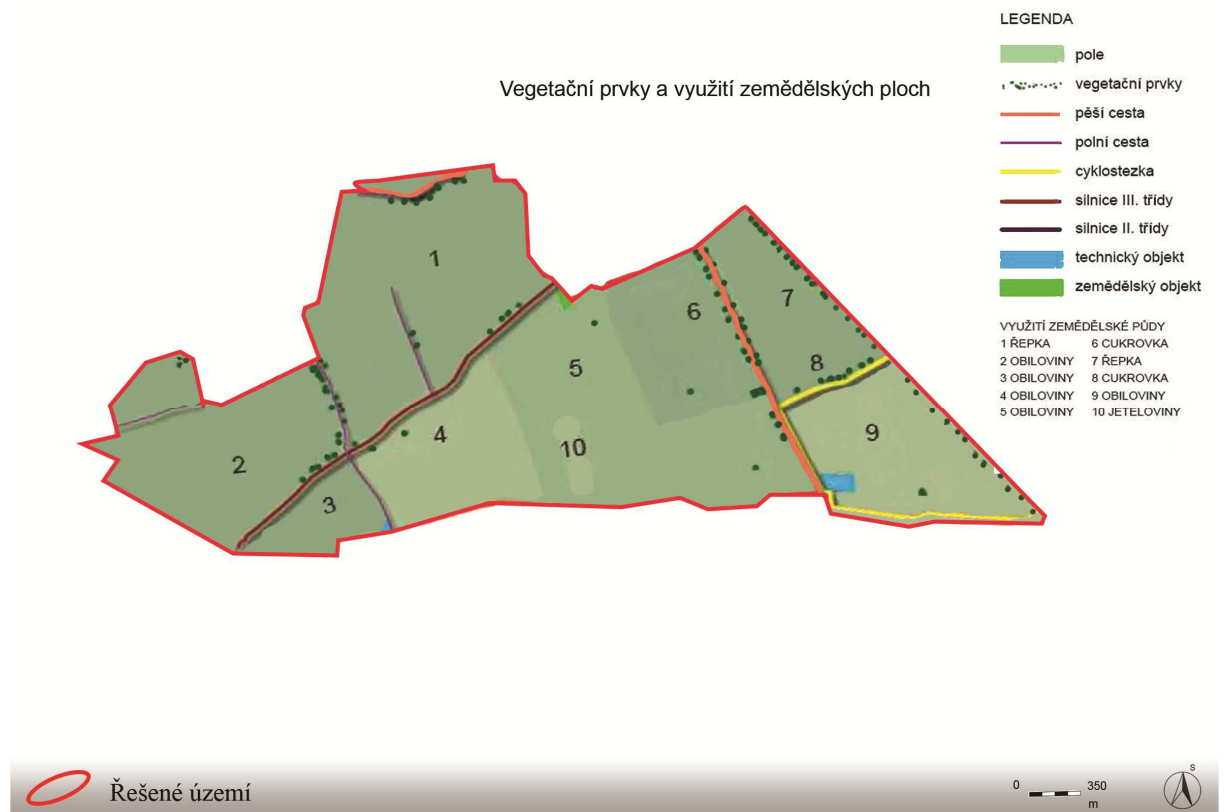 LEGENDA
pole
Vegetační prvky a využití zemědělských ploch
vegetační prvky
pěší cesta
polní cesta
cyklostezka
silnice III. třídy
silnice II. třídy
technický objekt
zemědělský objekt
VYUŽITÍ ZEMĚDĚLSKÉ PŮDY
1 ŘEPKA 6 CUKROVKA
2 OBILOVINY 7 ŘEPKA
3 OBILOVINY 8 CUKROVKA
4 OBILOVINY 9 OBILOVINY
5 OBILOVINY 10 JETELOVINY
1
7
6
8
5
9
4
10
2
3
Řešené území
0 350
m
S